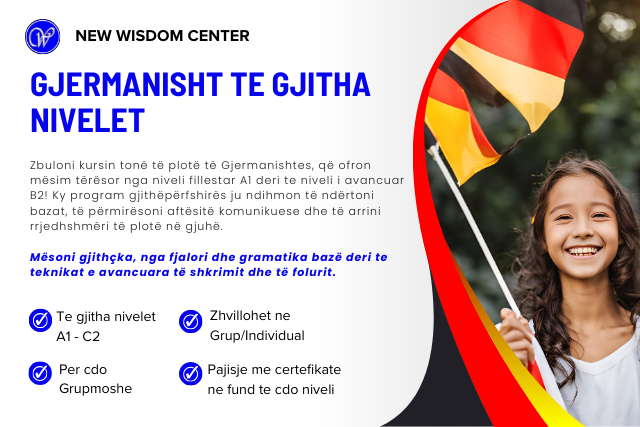 NEW WISDOM CENTER
GJERMANISHT TE GJITHA
NIVELET
Zbuloni kursin tonë të plotë të Gjermanishtes, që ofron
mësim tërësor nga niveli fillestar A1 deri te niveli i avancuar
B2! Ky program gjithëpërfshirës ju ndihmon të ndërtoni
bazat, të përmirësoni aftësitë komunikuese dhe të arrini
rrjedhshmëri të plotë në gjuhë.
Mësoni gjithçka, nga fjalori dhe gramatika bazë deri te
teknikat e avancuara të shkrimit dhe të folurit.
Te gjitha nivelet
A1 - C2
Zhvillohet ne
Grup/Individual
Per cdo
Grupmoshe
Pajisje me certefikate
ne fund te cdo niveli